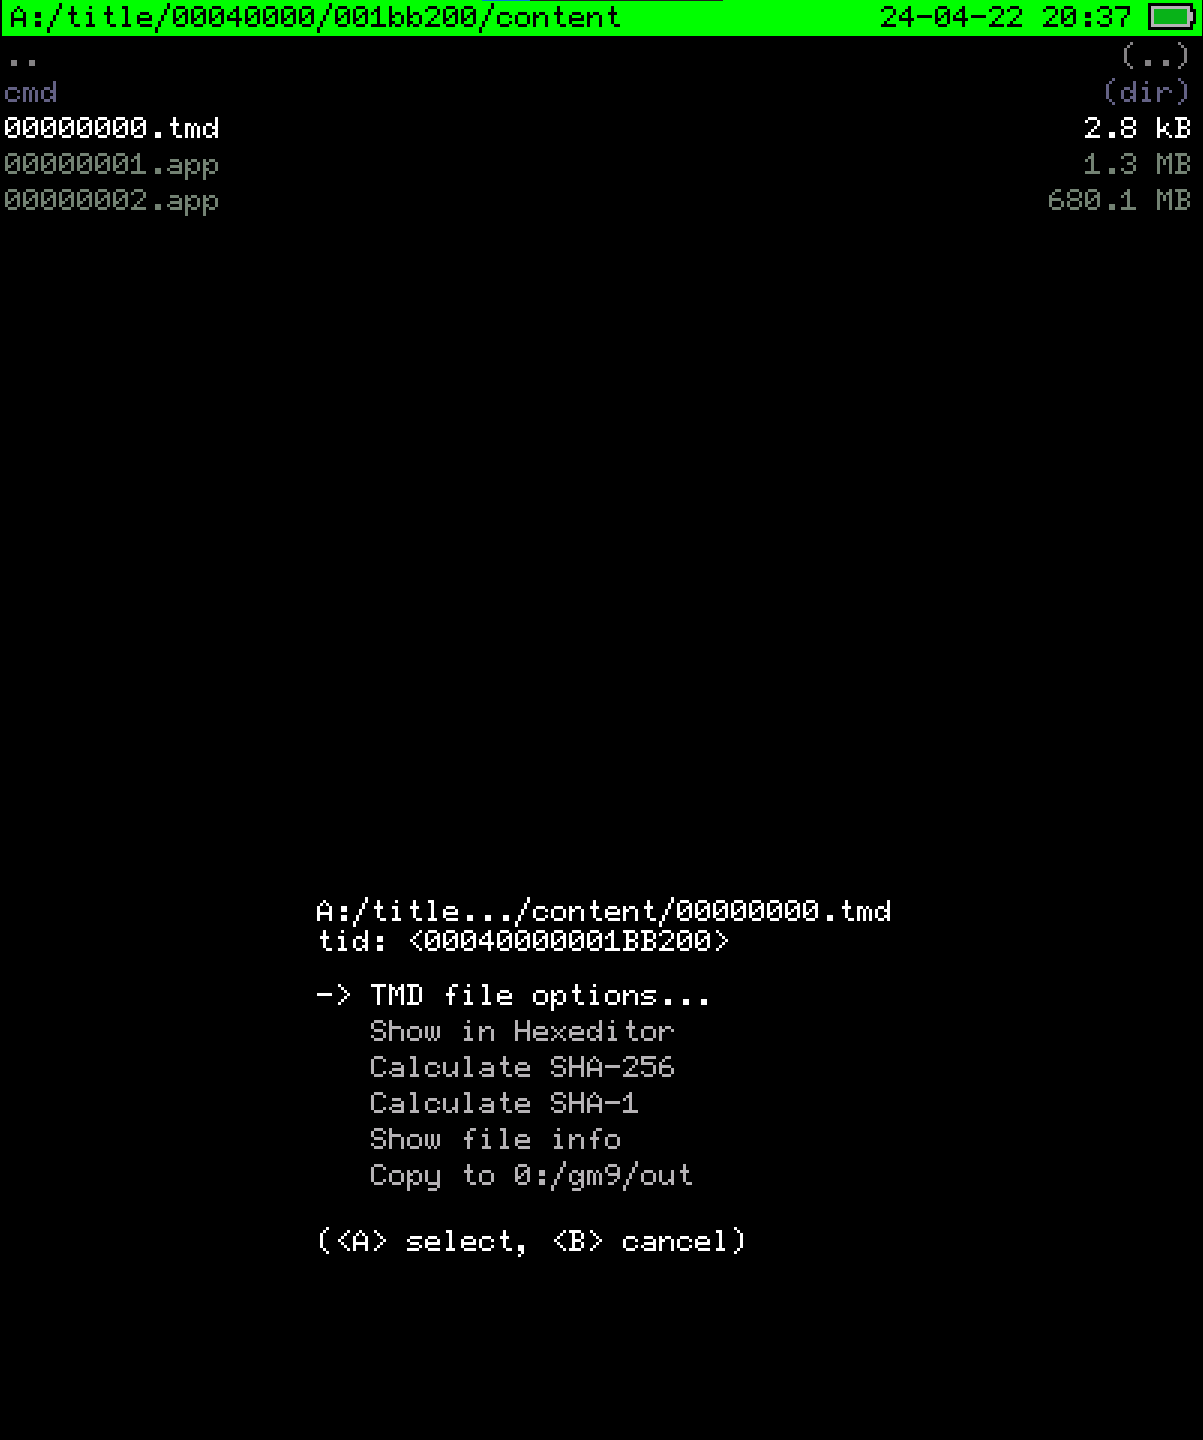 A:/title/00040000/001bb200/content 24-04-22 20:37
.. (..)
cmd (dir)
00000000.tmd 2.8 kB
00000001.app 1.3 MB
00000002.app 680.1 MB
A:/title.../content/00000000.tmd
tid: <00040000001BB200>
-> TMD file options...
Show in Hexeditor
Calculate SHA-256
Calculate SHA-1
Show file info
Copy to 0:/gm9/out
(<A> select, <B> cancel)